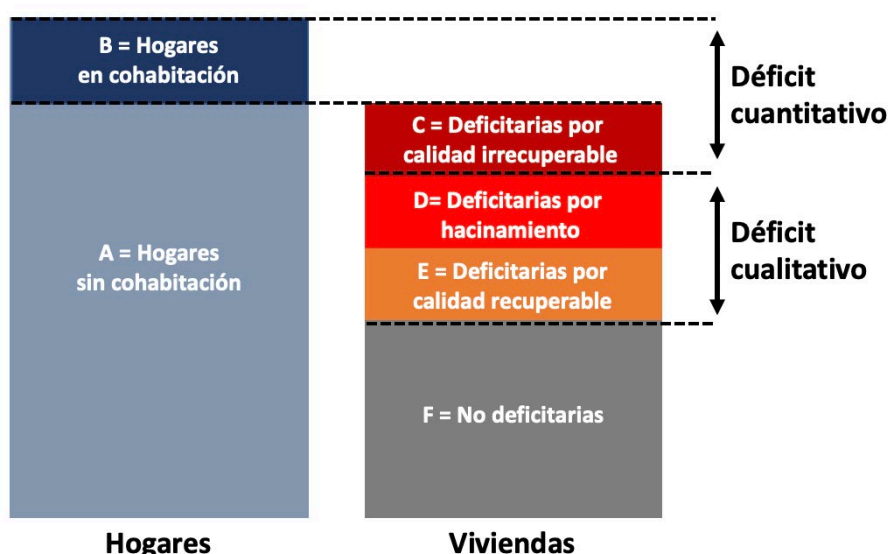 B = Hogares
en cohabitación
Déficit
cuantitativo
C = Deficitarias por
calidad irrecuperable
D= Deficitarias por
hacinamiento
A = Hogares
sin cohabitación
Déficit
cualitativo
E = Deficitarias por
calidad recuperable
F = No deficitarias
Hogares
Viviendas